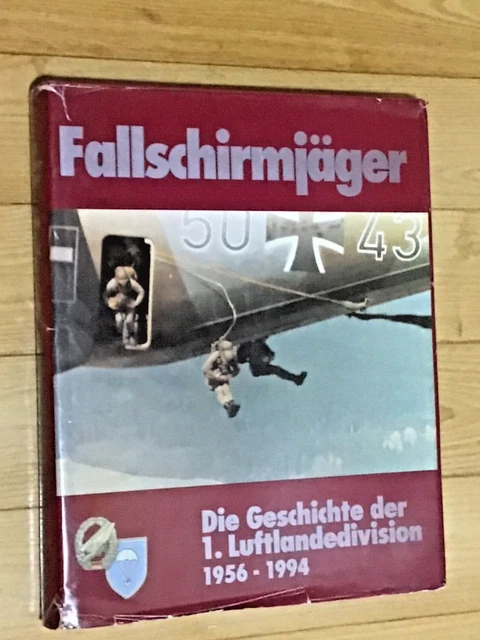 Fallschirmjäger
50 43
Die Geschichte der
1. Luftlandedivision
1956 - 1994